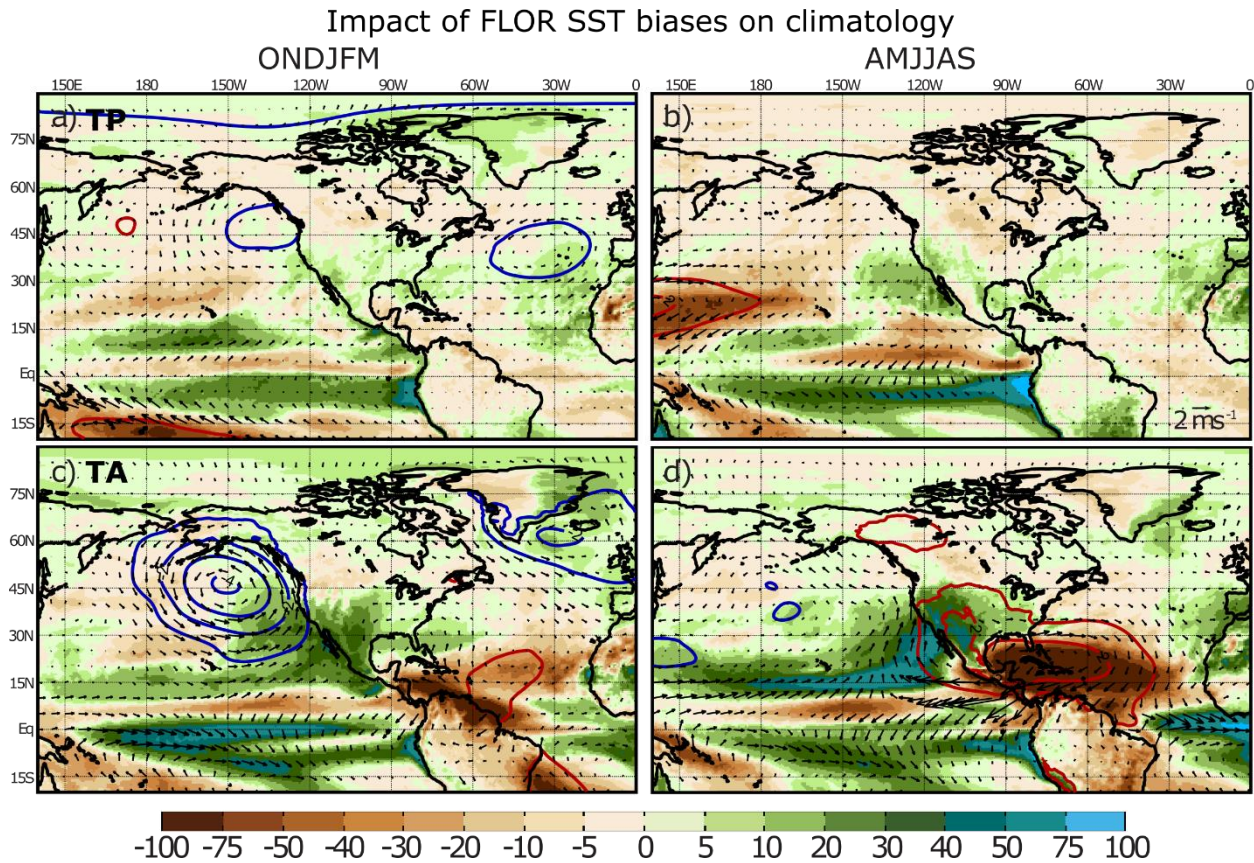 Impact of FLOR SST biases on climatology
ONDJFM AMJJAS
150E 180 150W 120W 90W 60W 30W 0 150E 180 150W 120W 90W 60W 30W 0
a) TP b)
75N
60N
45N
30N
15N
Eq
15S
2 ms⁻¹
c) TA d)
75N
60N
45N
30N
15N
Eq
15S
-100 -75 -50 -40 -30 -20 -10 -5 0 5 10 20 30 40 50 75 100